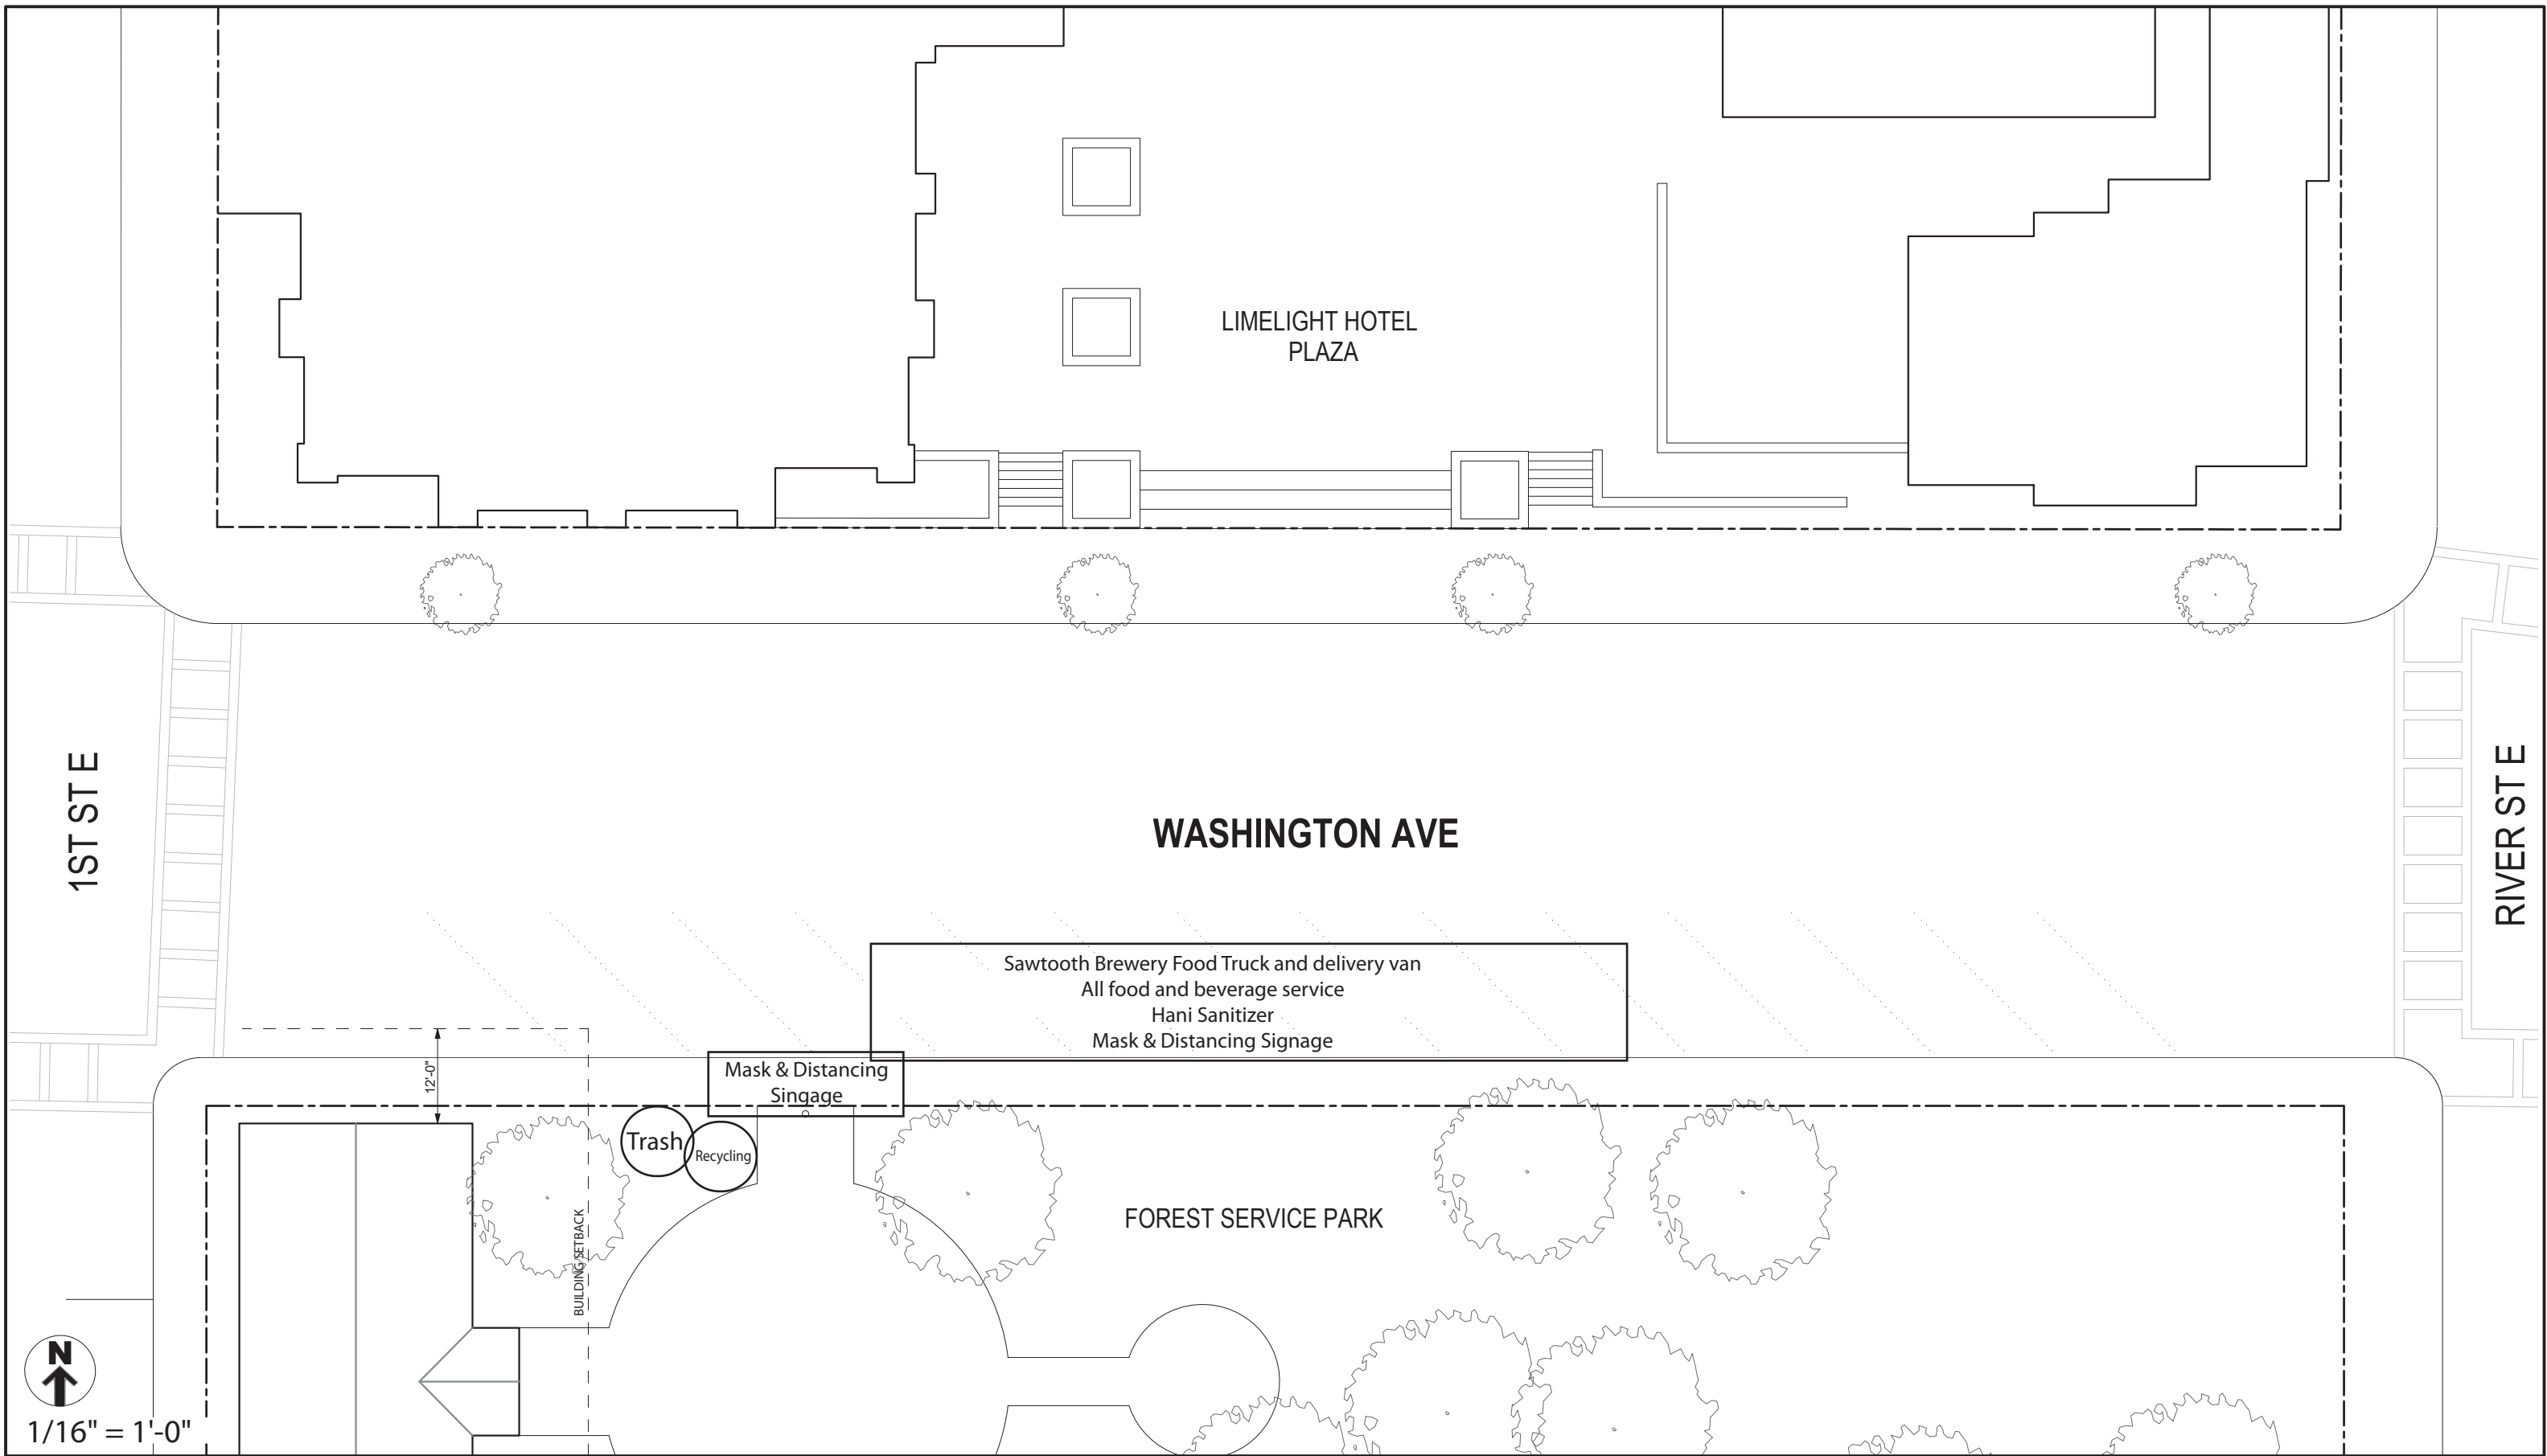 LIMELIGHT HOTEL
PLAZA
1ST ST E
WASHINGTON AVE
RIVER ST E
Sawtooth Brewery Food Truck and delivery van
All food and beverage service
Hani Sanitizer
Mask & Distancing Signage
Mask & Distancing
Singage
12'-0"
Trash
Recycling
FOREST SERVICE PARK
BUILDING SETBACK
N
1/16" = 1'-0"